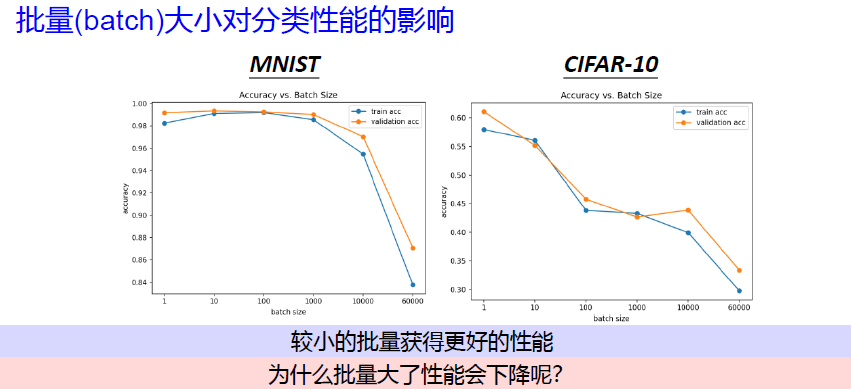 批量(batch)大小对分类性能的影响
MNIST
CIFAR-10
Accuracy vs. Batch Size
train acc
validation acc
1.00
0.98
0.96
0.94
0.92
0.90
0.88
0.86
0.84
accuracy
1 10 100 1000 10000 60000
batch size
Accuracy vs. Batch Size
train acc
validation acc
0.60
0.55
0.50
0.45
0.40
0.35
0.30
accuracy
1 10 100 1000 10000 60000
batch size
较小的批量获得更好的性能
为什么批量大了性能会下降呢?